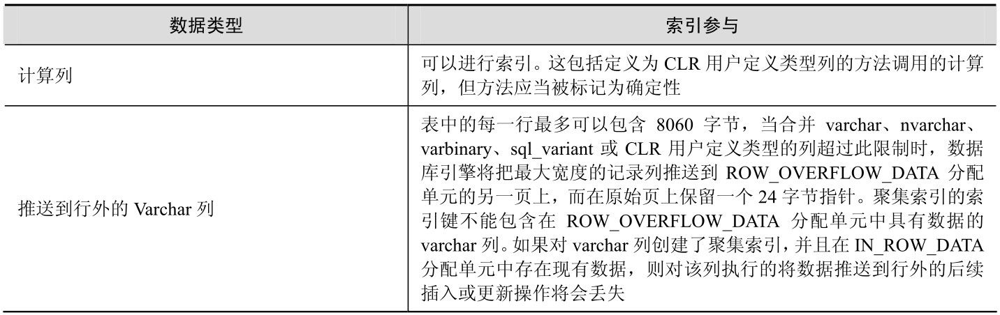 数据类型
索引参与
计算列
可以进行索引。这包括定义为 CLR 用户定义类型列的方法调用的计算
列，但方法应当被标记为确定性
推送到行外的 Varchar 列
表中的每一行最多可以包含 8060 字节，当合并 varchar、nvarchar、
varbinary、sql_variant 或 CLR 用户定义类型的列超过此限制时，数据
库引擎将把最大宽度的记录列推送到 ROW_OVERFLOW_DATA 分配
单元的另一页上，而在原始页上保留一个 24 字节指针。聚集索引的索
引键不能包含在 ROW_OVERFLOW_DATA 分配单元中具有数据的
varchar 列。如果对 varchar 列创建了聚集索引，并且在 IN_ROW_DATA
分配单元中存在现有数据，则对该列执行的将数据推送到行外的后续
插入或更新操作将会丢失